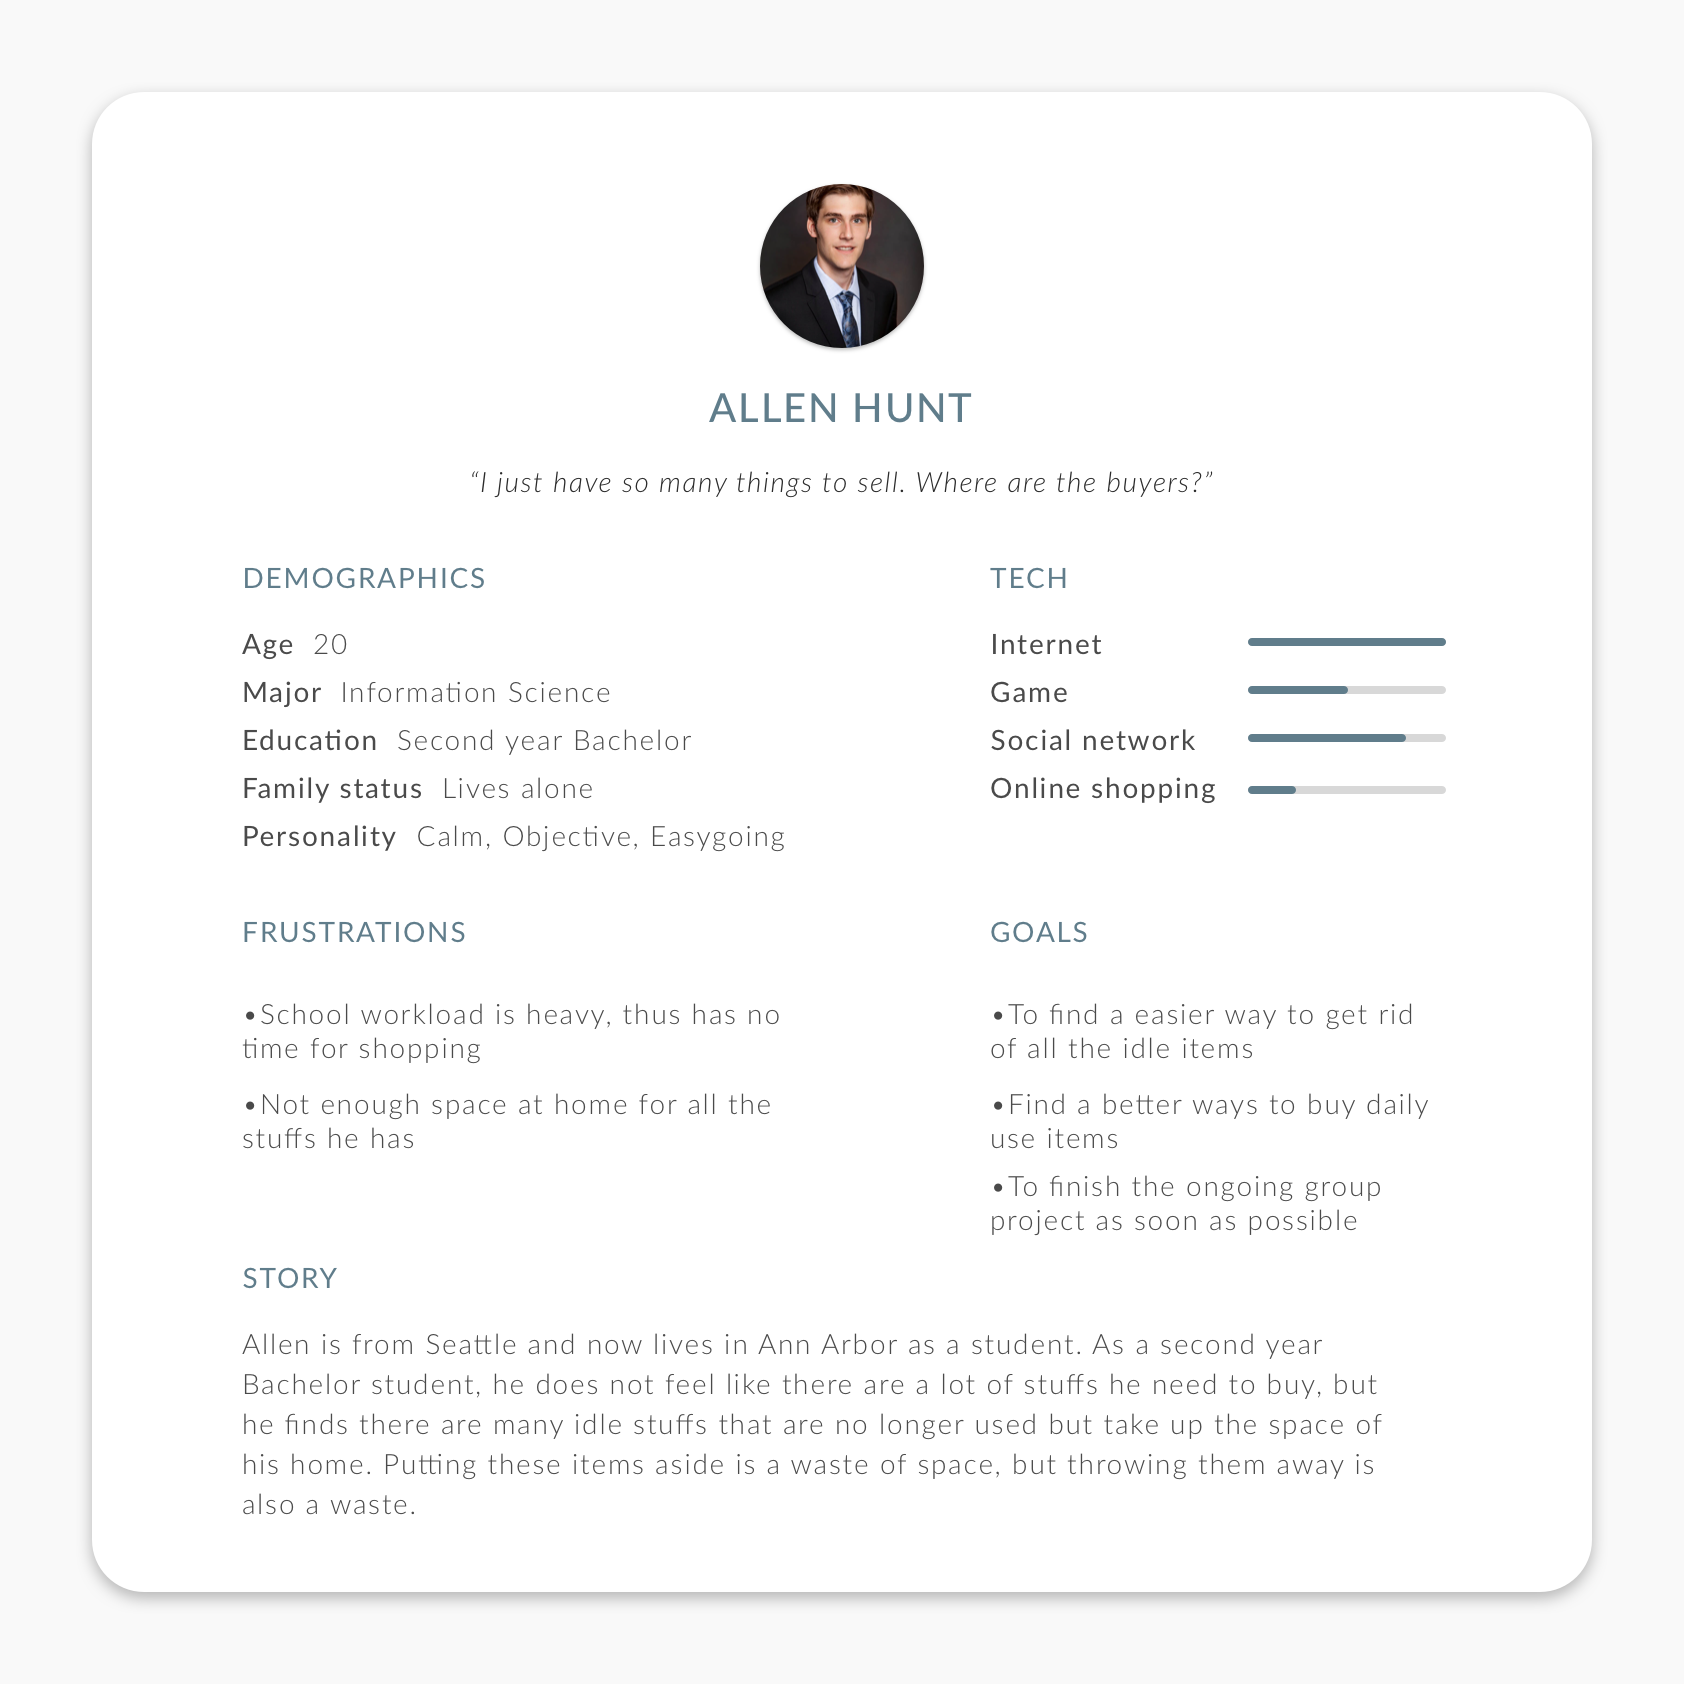 ALLEN HUNT
“I just have so many things to sell. Where are the buyers?”
DEMOGRAPHICS
Age 20
Major Information Science
Education Second year Bachelor
Family status Lives alone
Personality Calm, Objective, Easygoing
TECH
Internet
Game
Social network
Online shopping
FRUSTRATIONS
•School workload is heavy, thus has no
time for shopping
•Not enough space at home for all the
stuffs he has
GOALS
•To find a easier way to get rid
of all the idle items
•Find a better ways to buy daily
use items
•To finish the ongoing group
project as soon as possible
STORY
Allen is from Seattle and now lives in Ann Arbor as a student. As a second year
Bachelor student, he does not feel like there are a lot of stuffs he need to buy, but
he finds there are many idle stuffs that are no longer used but take up the space of
his home. Putting these items aside is a waste of space, but throwing them away is
also a waste.